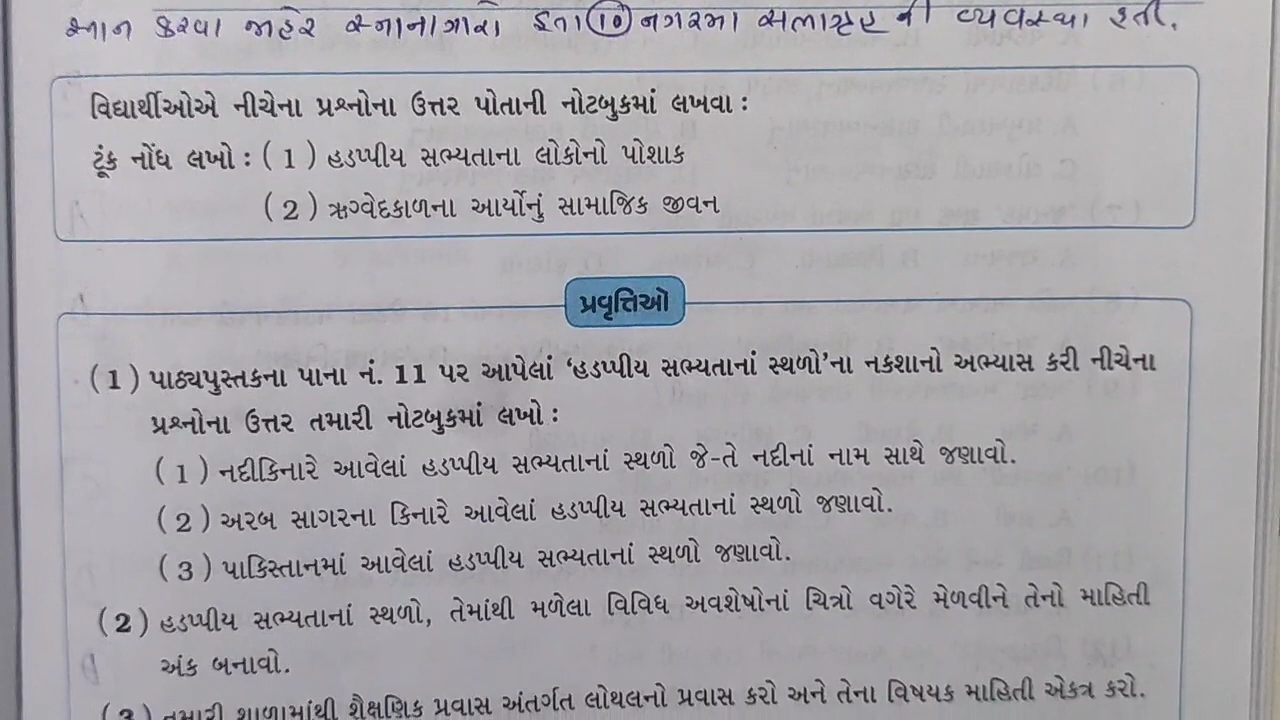 સ્નાન કરવા જાહેર સ્નાનાગારો હતા (10) નગરમાં સભાગૃહ ની વ્યવસ્થા હતી.
વિદ્યાર્થીઓએ નીચેના પ્રશ્નોના ઉત્તર પોતાની નોટબુકમાં લખવા :
ટૂંક નોંધ લખો : ( 1 ) હડપ્પીય સભ્યતાના લોકોનો પોશાક
( 2 ) ઋગ્વેદકાળના આર્યોનું સામાજિક જીવન
પ્રવૃત્તિઓ
( 1 ) પાઠ્યપુસ્તકના પાના નં. 11 પર આપેલાં ‘હડપ્પીય સભ્યતાનાં સ્થળો’ના નકશાનો અભ્યાસ કરી નીચેના
પ્રશ્નોના ઉત્તર તમારી નોટબુકમાં લખો :
( 1 ) નદીકિનારે આવેલાં હડપ્પીય સભ્યતાનાં સ્થળો જે-તે નદીનાં નામ સાથે જણાવો.
( 2 ) અરબ સાગરના કિનારે આવેલાં હડપ્પીય સભ્યતાનાં સ્થળો જણાવો.
( 3 ) પાકિસ્તાનમાં આવેલાં હડપ્પીય સભ્યતાનાં સ્થળો જણાવો.
( 2 ) હડપ્પીય સભ્યતાનાં સ્થળો, તેમાંથી મળેલા વિવિધ અવશેષોનાં ચિત્રો વગેરે મેળવીને તેનો માહિતી
અંક બનાવો.
( 3 ) તમારી શાળામાંથી શૈક્ષણિક પ્રવાસ અંતર્ગત લોથલનો પ્રવાસ કરો અને તેના વિષયક માહિતી એકત્ર કરો.